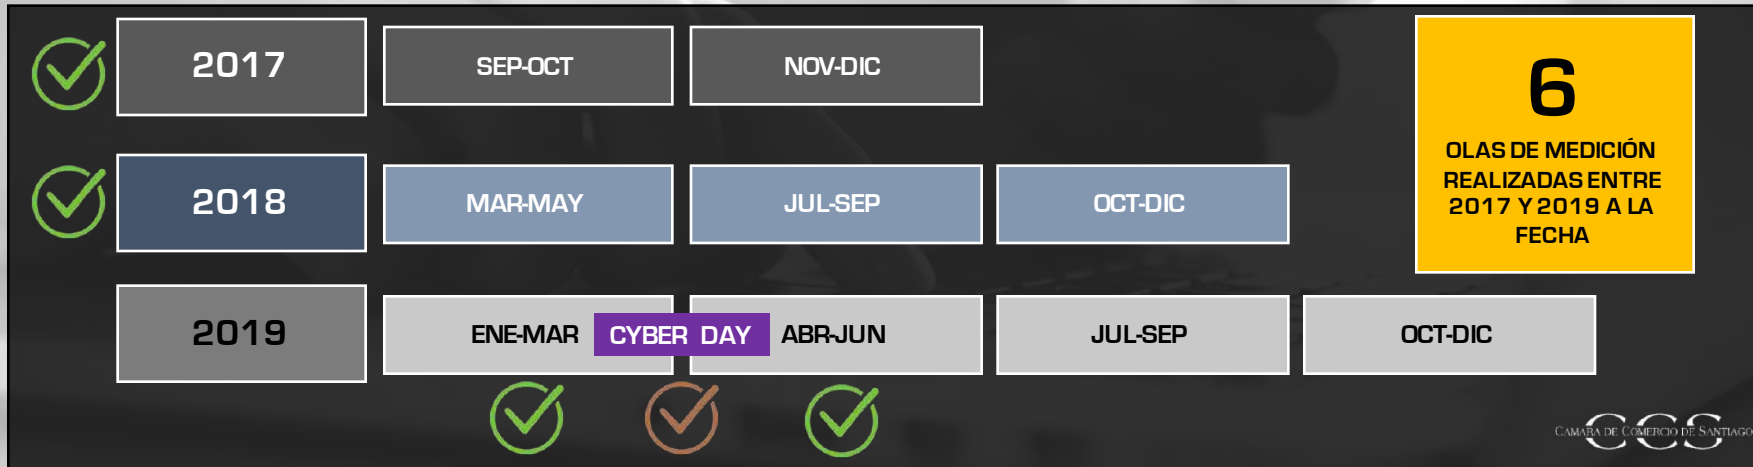 2017
SEP-OCT
NOV-DIC
6
OLAS DE MEDICIÓN
REALIZADAS ENTRE
2017 Y 2019 A LA
FECHA
2018
MAR-MAY
JUL-SEP
OCT-DIC
2019
ENE-MAR
CYBER DAY
ABR-JUN
JUL-SEP
OCT-DIC
CCS
CAMARA DE COMERCIO DE SANTIAGO